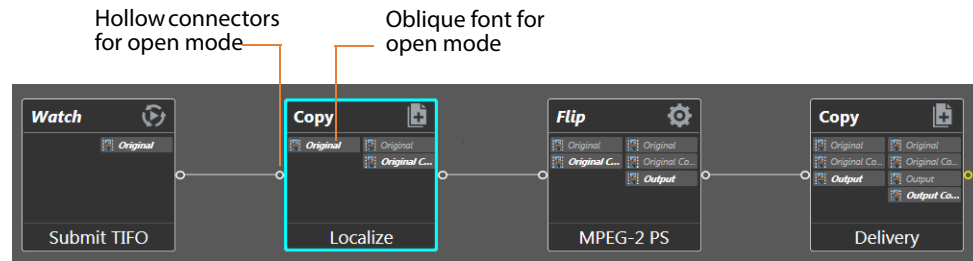 Hollow connectors
for open mode
Oblique font for
open mode
Watch
Original
Submit TIFO
Copy
Original Original
Original C...
Localize
Flip
Original Original
Original C... Original Co...
Output
MPEG-2 PS
Copy
Original Original
Original Co... Original Co...
Output Output
Output Co...
Delivery